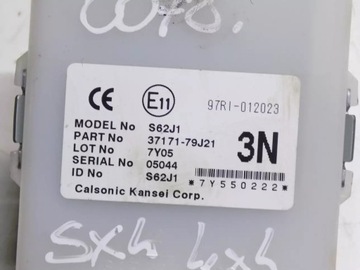 CE E11 97RI-012023
MODEL No S62J1
PART No 37171-79J21
LOT No 7Y05
SERIAL No 05044
ID No S62J1
3N
*7Y550222*
Calsonic Kansei Corp.
SX4 4x4